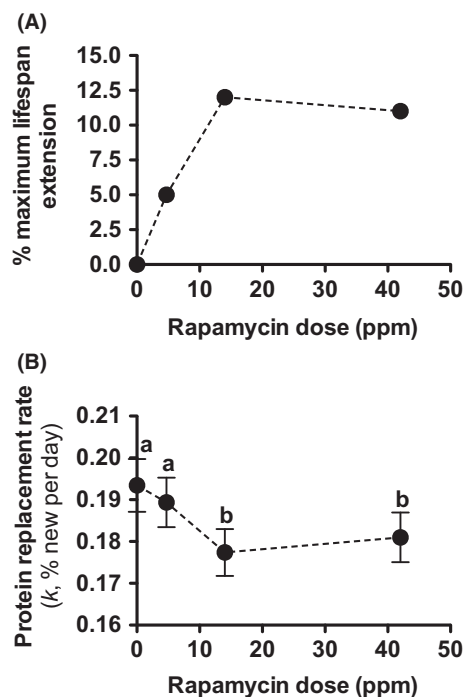 (A)
% maximum lifespan
extension
15.0
12.5
10.0
7.5
5.0
2.5
0.0
0 10 20 30 40 50
Rapamycin dose (ppm)
(B)
Protein replacement rate
(k, % new per day)
0.21
0.20
0.19
0.18
0.17
0.16
a
a
b
b
0 10 20 30 40 50
Rapamycin dose (ppm)